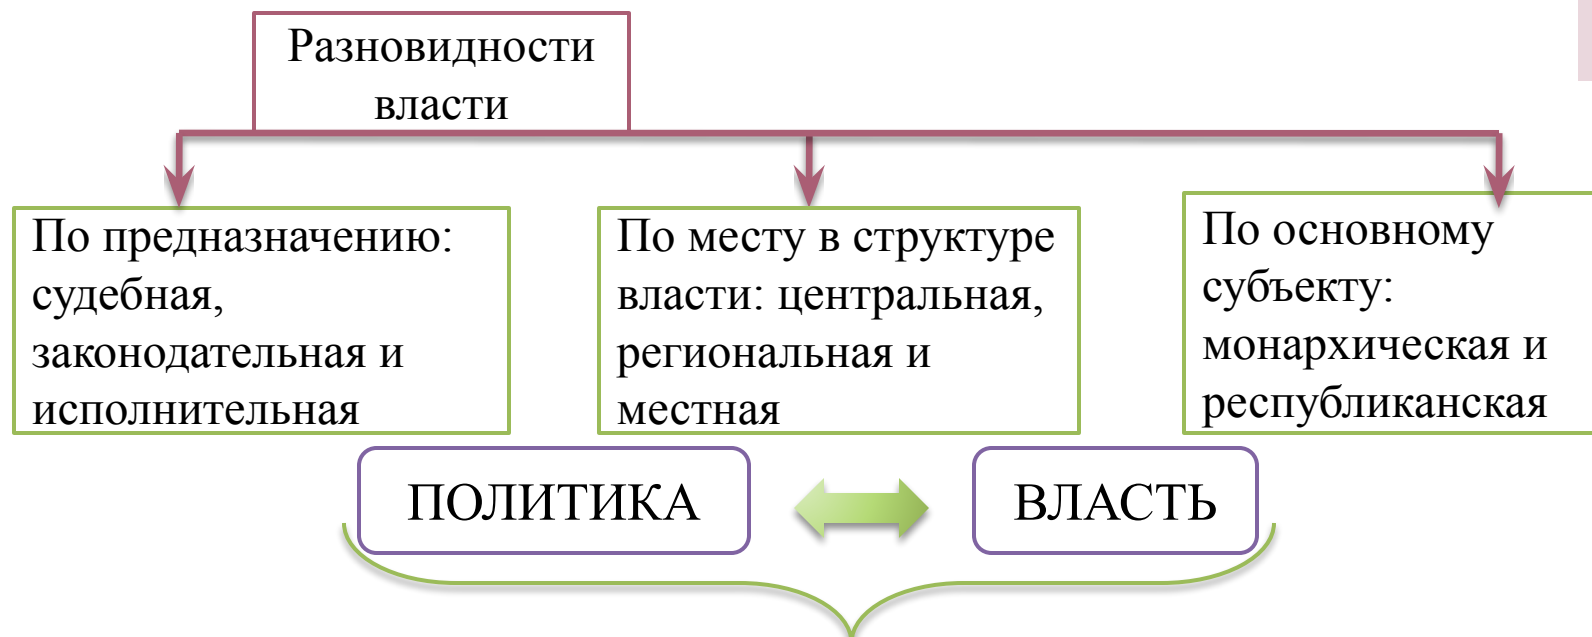 Разновидности
власти
По предназначению:
судебная,
законодательная и
исполнительная
По месту в структуре
власти: центральная,
региональная и
местная
По основному
субъекту:
монархическая и
республиканская
ПОЛИТИКА
ВЛАСТЬ